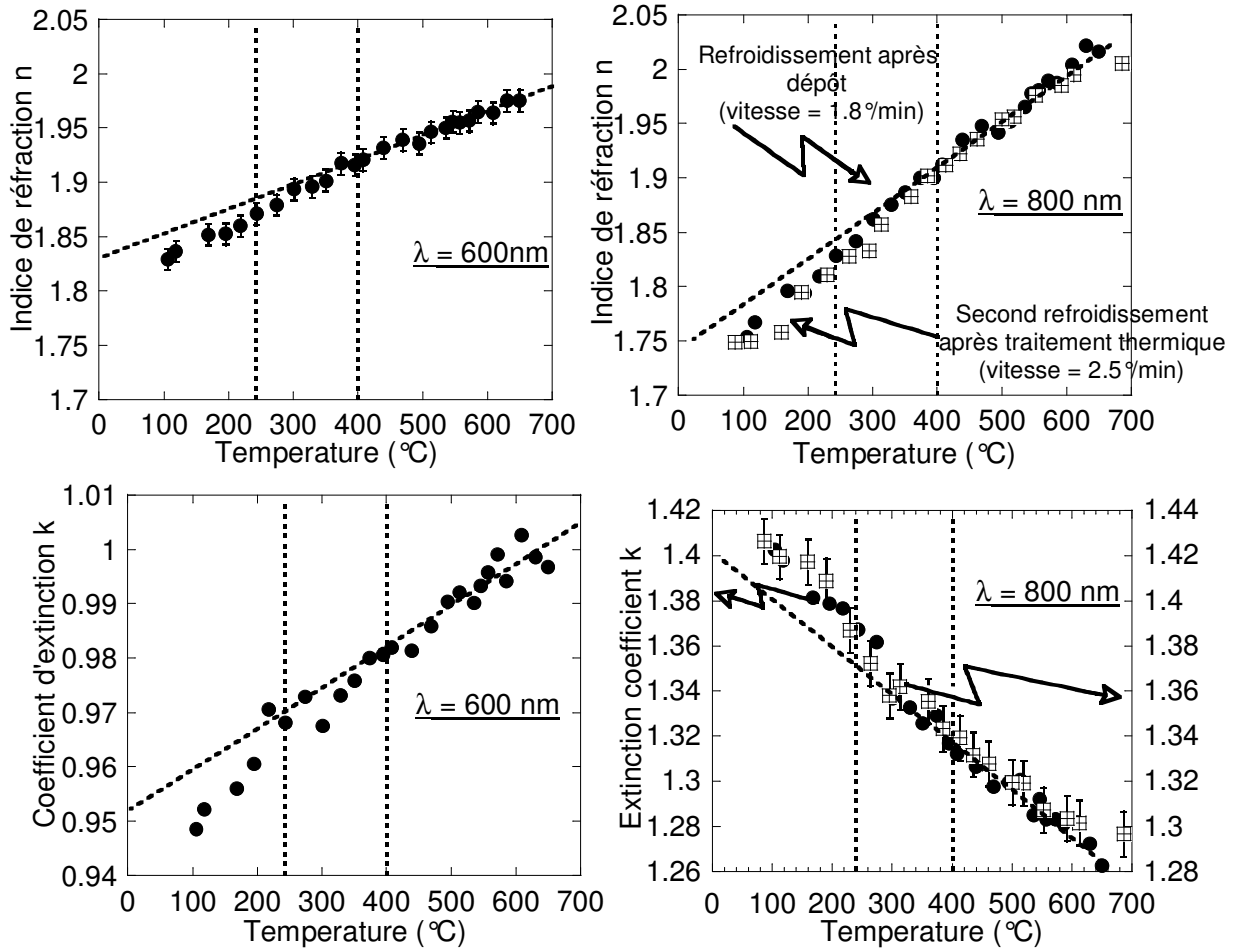 2.05
2
1.95
1.9
1.85
1.8
1.75
1.7
Indice de réfraction n
λ = 600nm
0 100 200 300 400 500 600 700
Temperature (°C)
2.05
2
1.95
1.9
1.85
1.8
1.75
1.7
Indice de réfraction n
Refroidissement après
dépôt
(vitesse = 1.8°/min)
λ = 800 nm
Second refroidissement
après traitement thermique
(vitesse = 2.5°/min)
0 100 200 300 400 500 600 700
Temperature (°C)
1.01
1
0.99
0.98
0.97
0.96
0.95
0.94
Coefficient d'extinction k
λ = 600 nm
0 100 200 300 400 500 600 700
Temperature (°C)
1.42
1.4
1.38
1.36
1.34
1.32
1.3
1.28
1.26
Extinction coefficient k
λ = 800 nm
1.44
1.42
1.4
1.38
1.36
1.34
1.32
1.3
1.28
0 100 200 300 400 500 600 700
Temperature (°C)